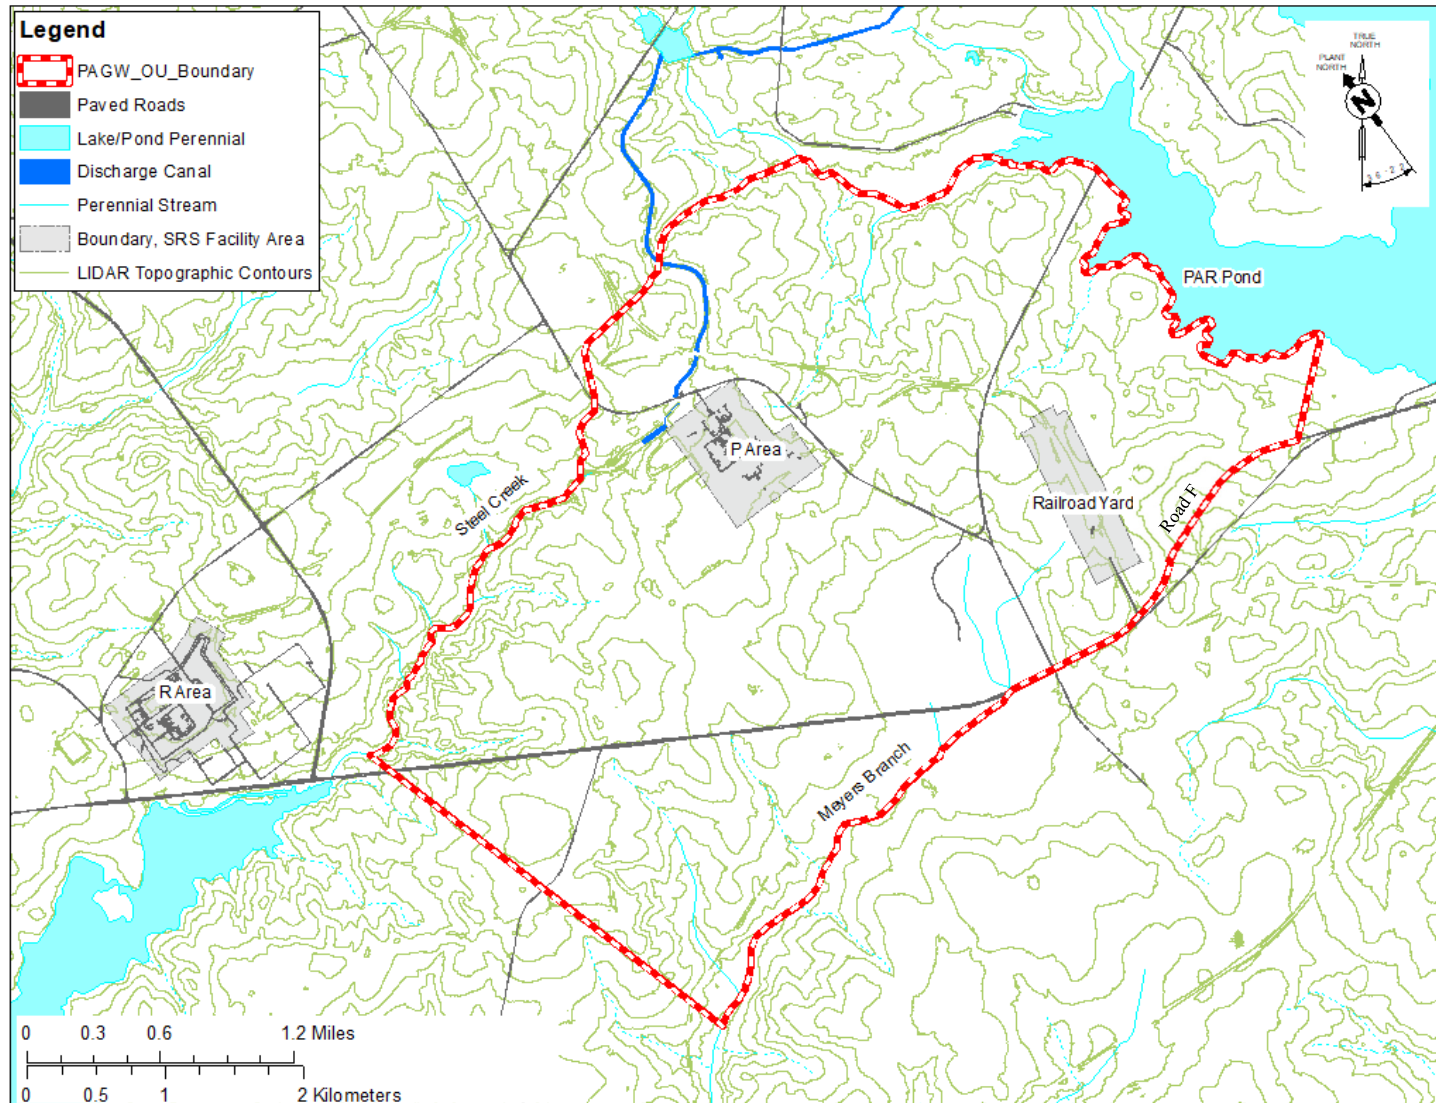 Legend
PAGW_OU_Boundary
Paved Roads
Lake/Pond Perennial
Discharge Canal
Perennial Stream
Boundary, SRS Facility Area
LIDAR Topographic Contours
TRUE
NORTH
PLANT
NORTH
N
36·22
PAR Pond
P Area
Railroad Yard
Road F
Steel Creek
R Area
Meyers Branch
0 0.3 0.6 1.2 Miles
0 0.5 1 2 Kilometers